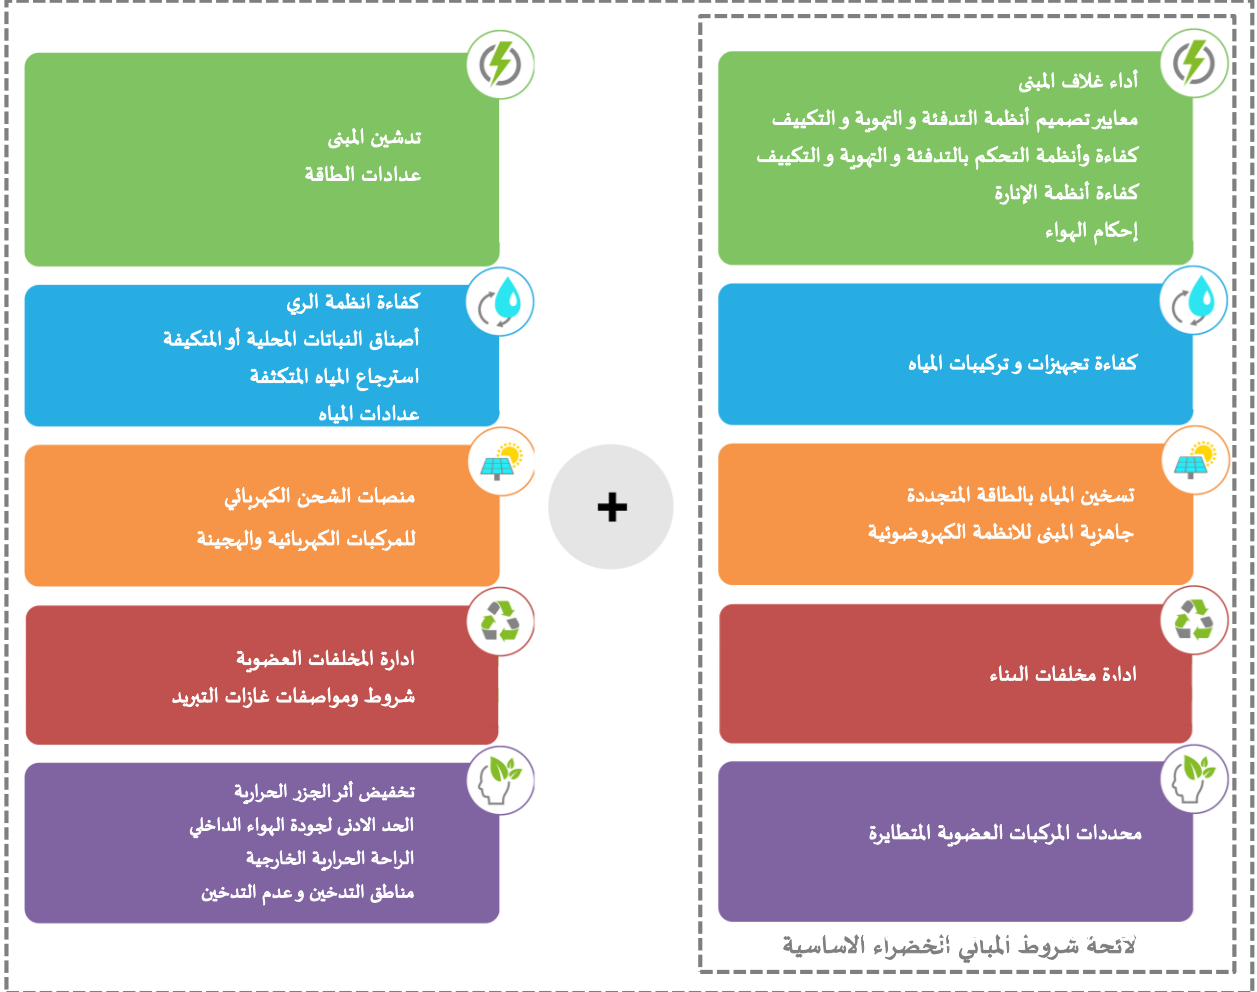 أداء غلاف المبنى
معايير تصميم أنظمة التدفئة و التهوية و التكييف
كفاءة وأنظمة التحكم بالتدفئة و التهوية و التكييف
كفاءة أنظمة الإنارة
إحكام الهواء
كفاءة تجهيزات و تركيبات المياه
تسخين المياه بالطاقة المتجددة
جاهزية المبنى للانظمة الكهروضوئية
ادارة مخلفات البناء
محددات المركبات العضوية المتطايرة
لائحة شروط المباني الخضراء الاساسية
+
تدشين المبنى
عدادات الطاقة
كفاءة انظمة الري
أصناق النباتات المحلية أو المتكيفة
استرجاع المياه المتكثفة
عدادات المياه
منصات الشحن الكهربائي
للمركبات الكهربائية والهجينة
ادارة المخلفات العضوية
شروط ومواصفات غازات التبريد
تخفيض أثر الجزر الحرارية
الحد الادنى لجودة الهواء الداخلي
الراحة الحرارية الخارجية
مناطق التدخين و عدم التدخين